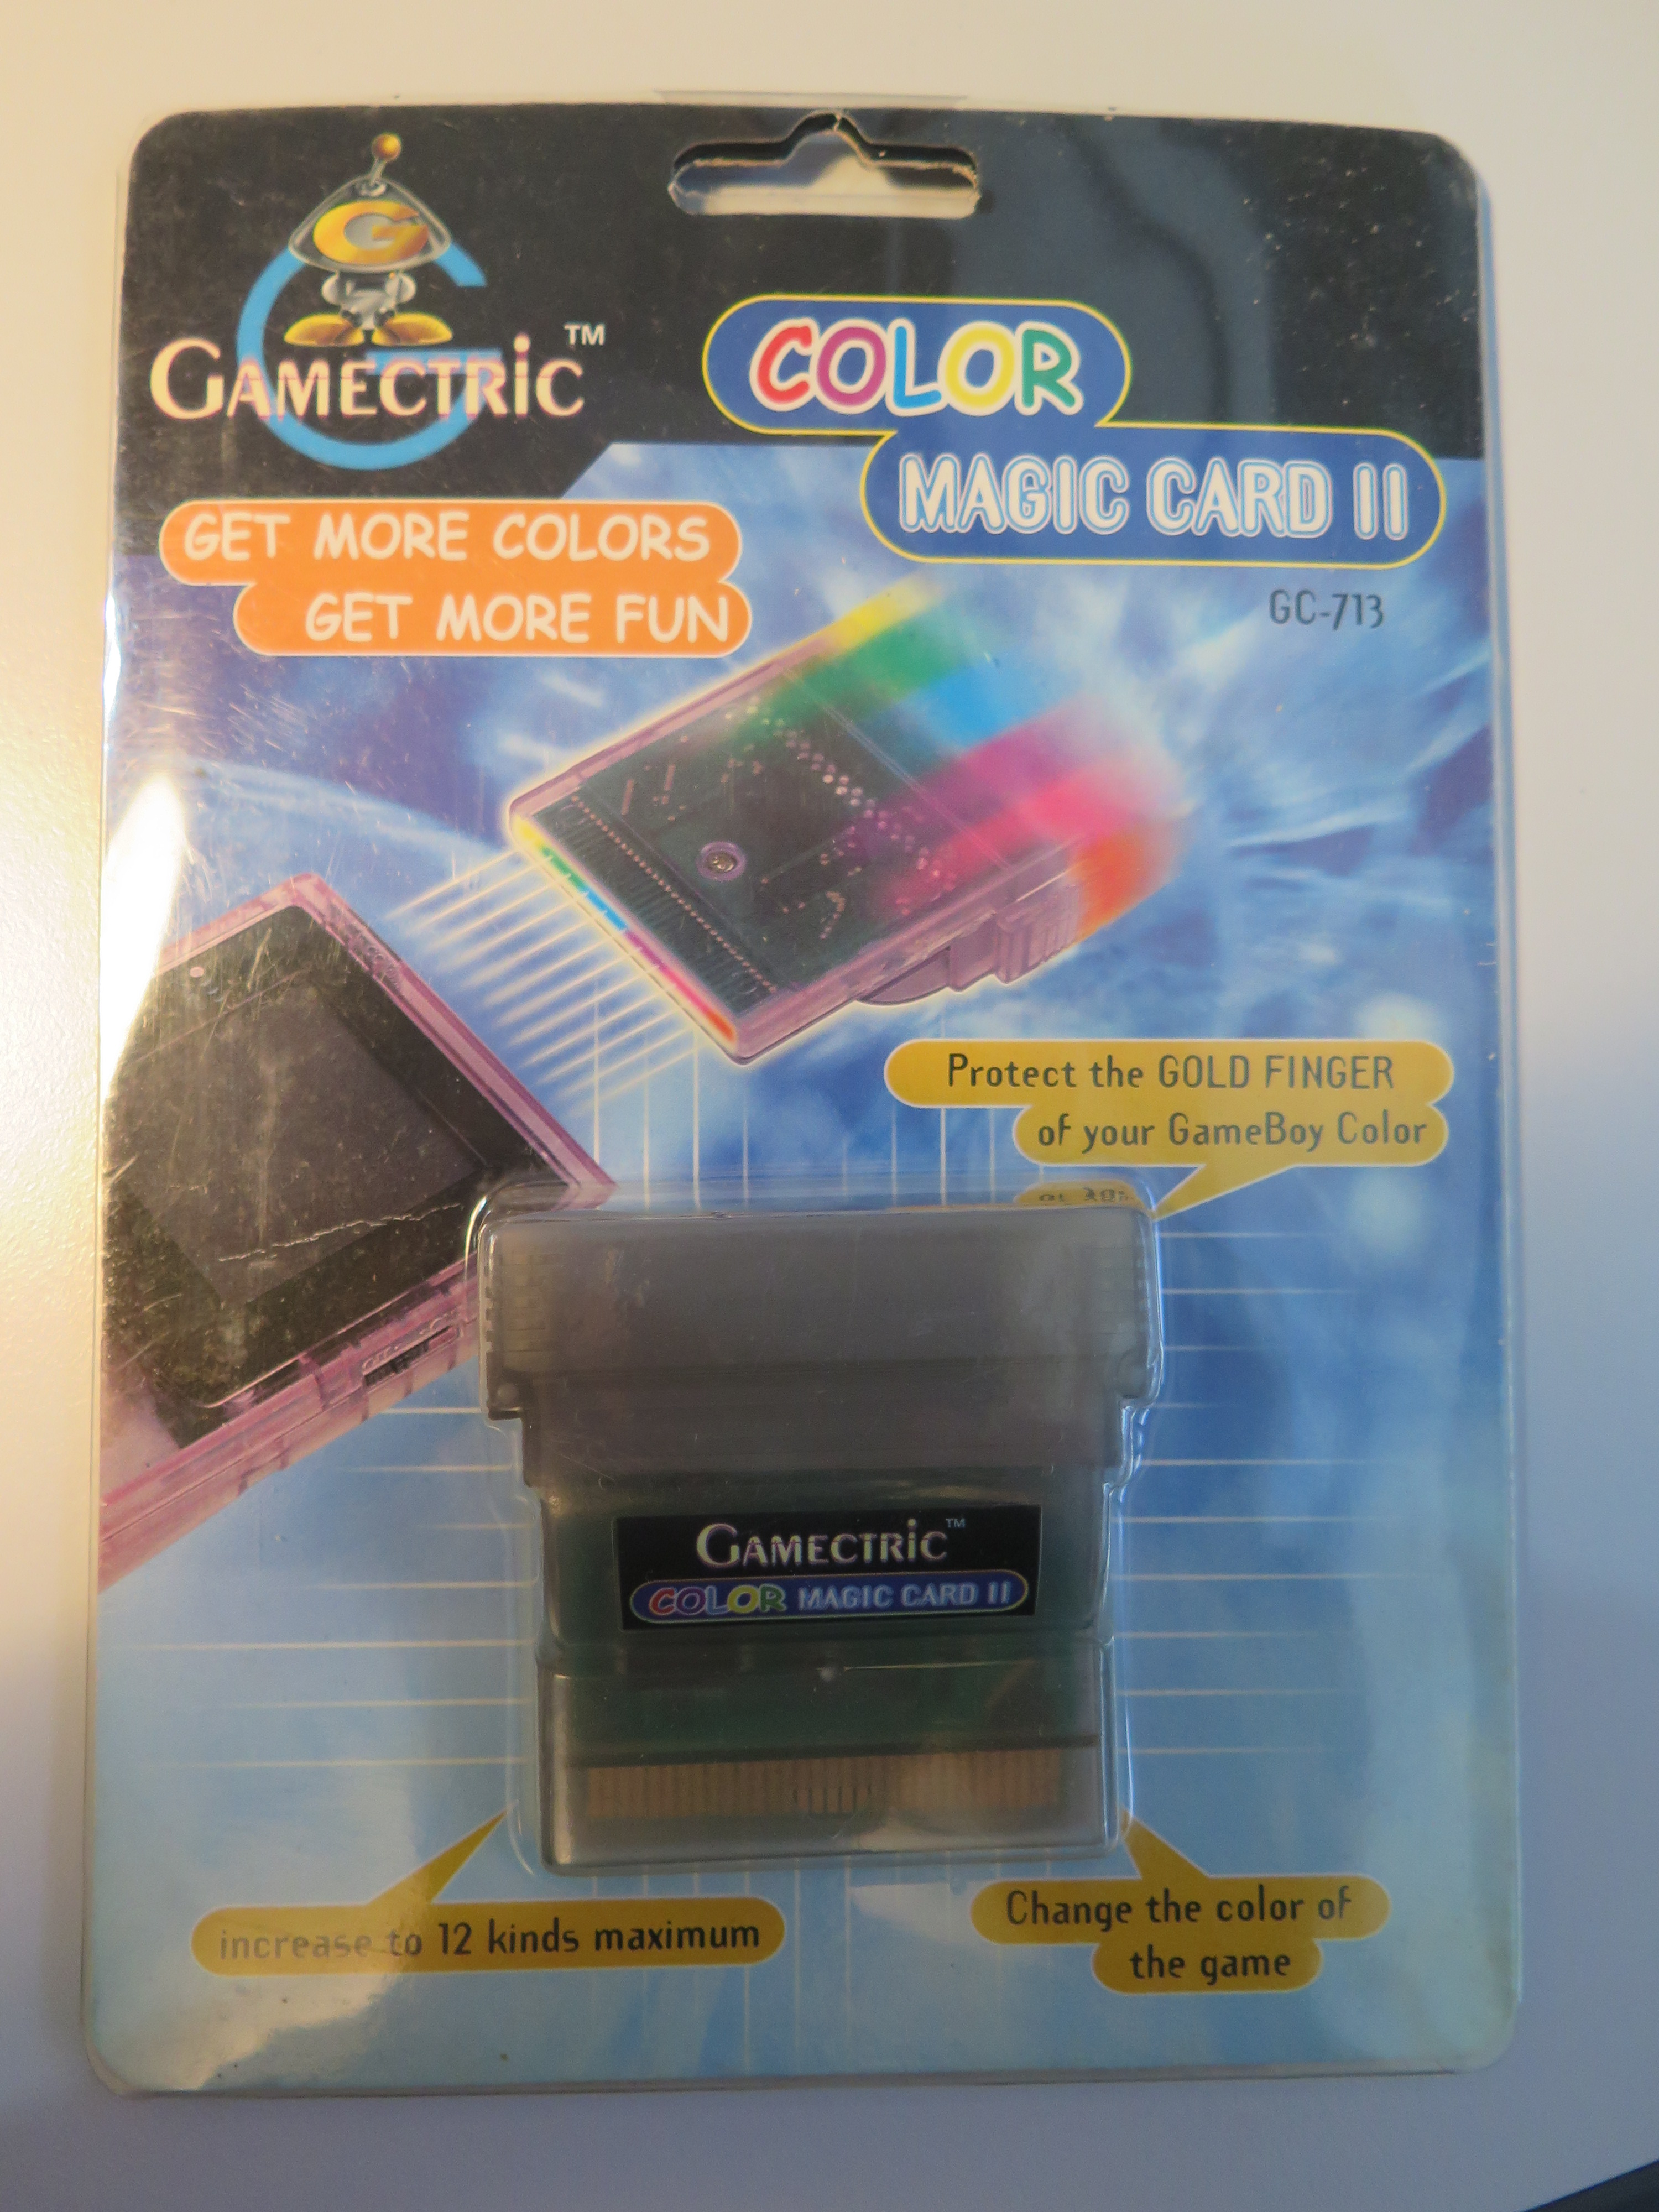 G
GAMECTRIC™
COLOR
MAGIC CARD II
GET MORE COLORS
GET MORE FUN
GC-713
Protect the GOLD FINGER
of your GameBoy Color
GAMECTRIC™
COLOR MAGIC CARD II
increase to 12 kinds maximum
Change the color of
the game